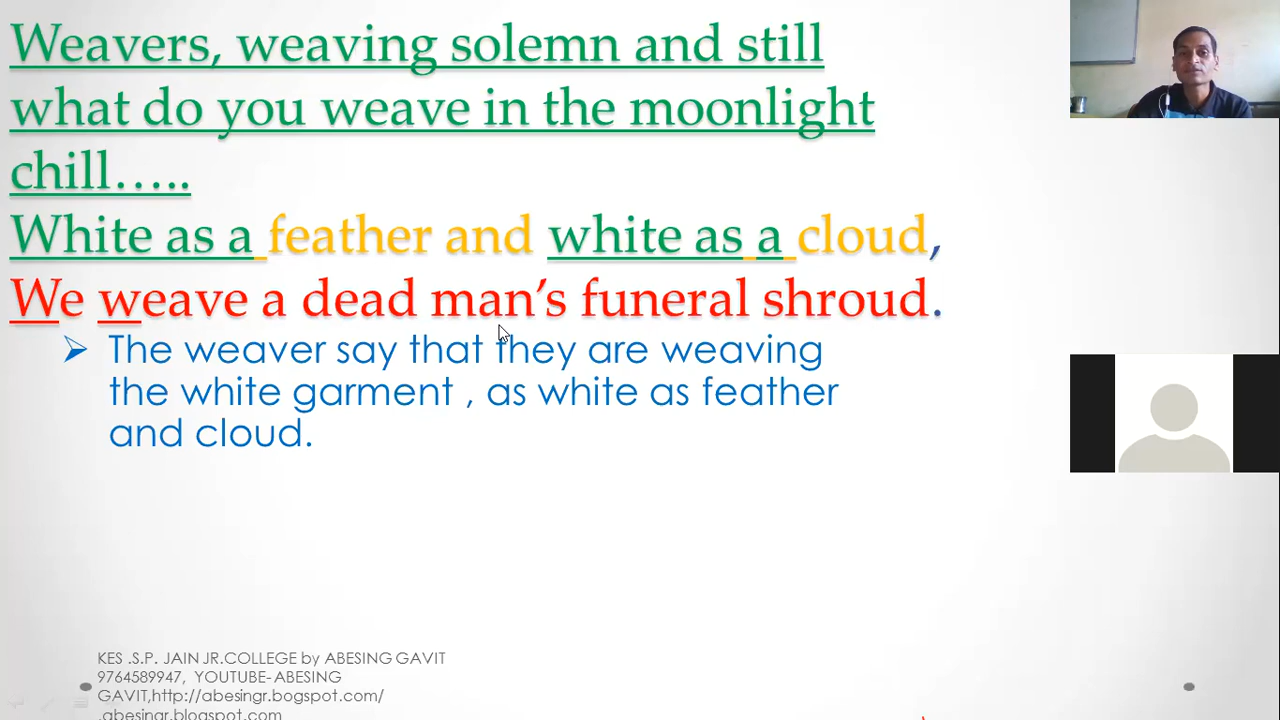 Weavers, weaving solemn and still
what do you weave in the moonlight
chill…..
White as a feather and white as a cloud,
We weave a dead man’s funeral shroud.
The weaver say that they are weaving
the white garment , as white as feather
and cloud.
KES .S.P. JAIN JR.COLLEGE by ABESING GAVIT
9764589947, YOUTUBE- ABESING
GAVIT,http://abesingr.bogspot.com/
.abesingr.blogspot.com